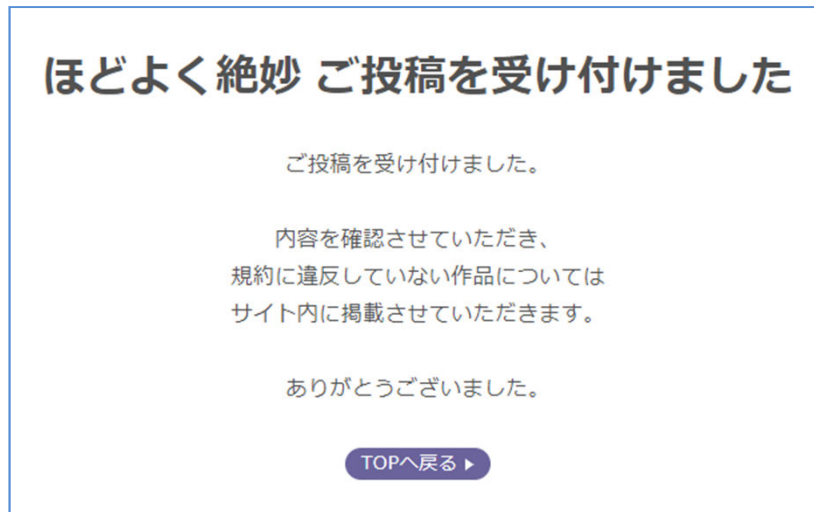 ほどよく絶妙 ご投稿を受け付けました
ご投稿を受け付けました。
内容を確認させていただき、
規約に違反していない作品については
サイト内に掲載させていただきます。
ありがとうございました。
TOPへ戻る ▶